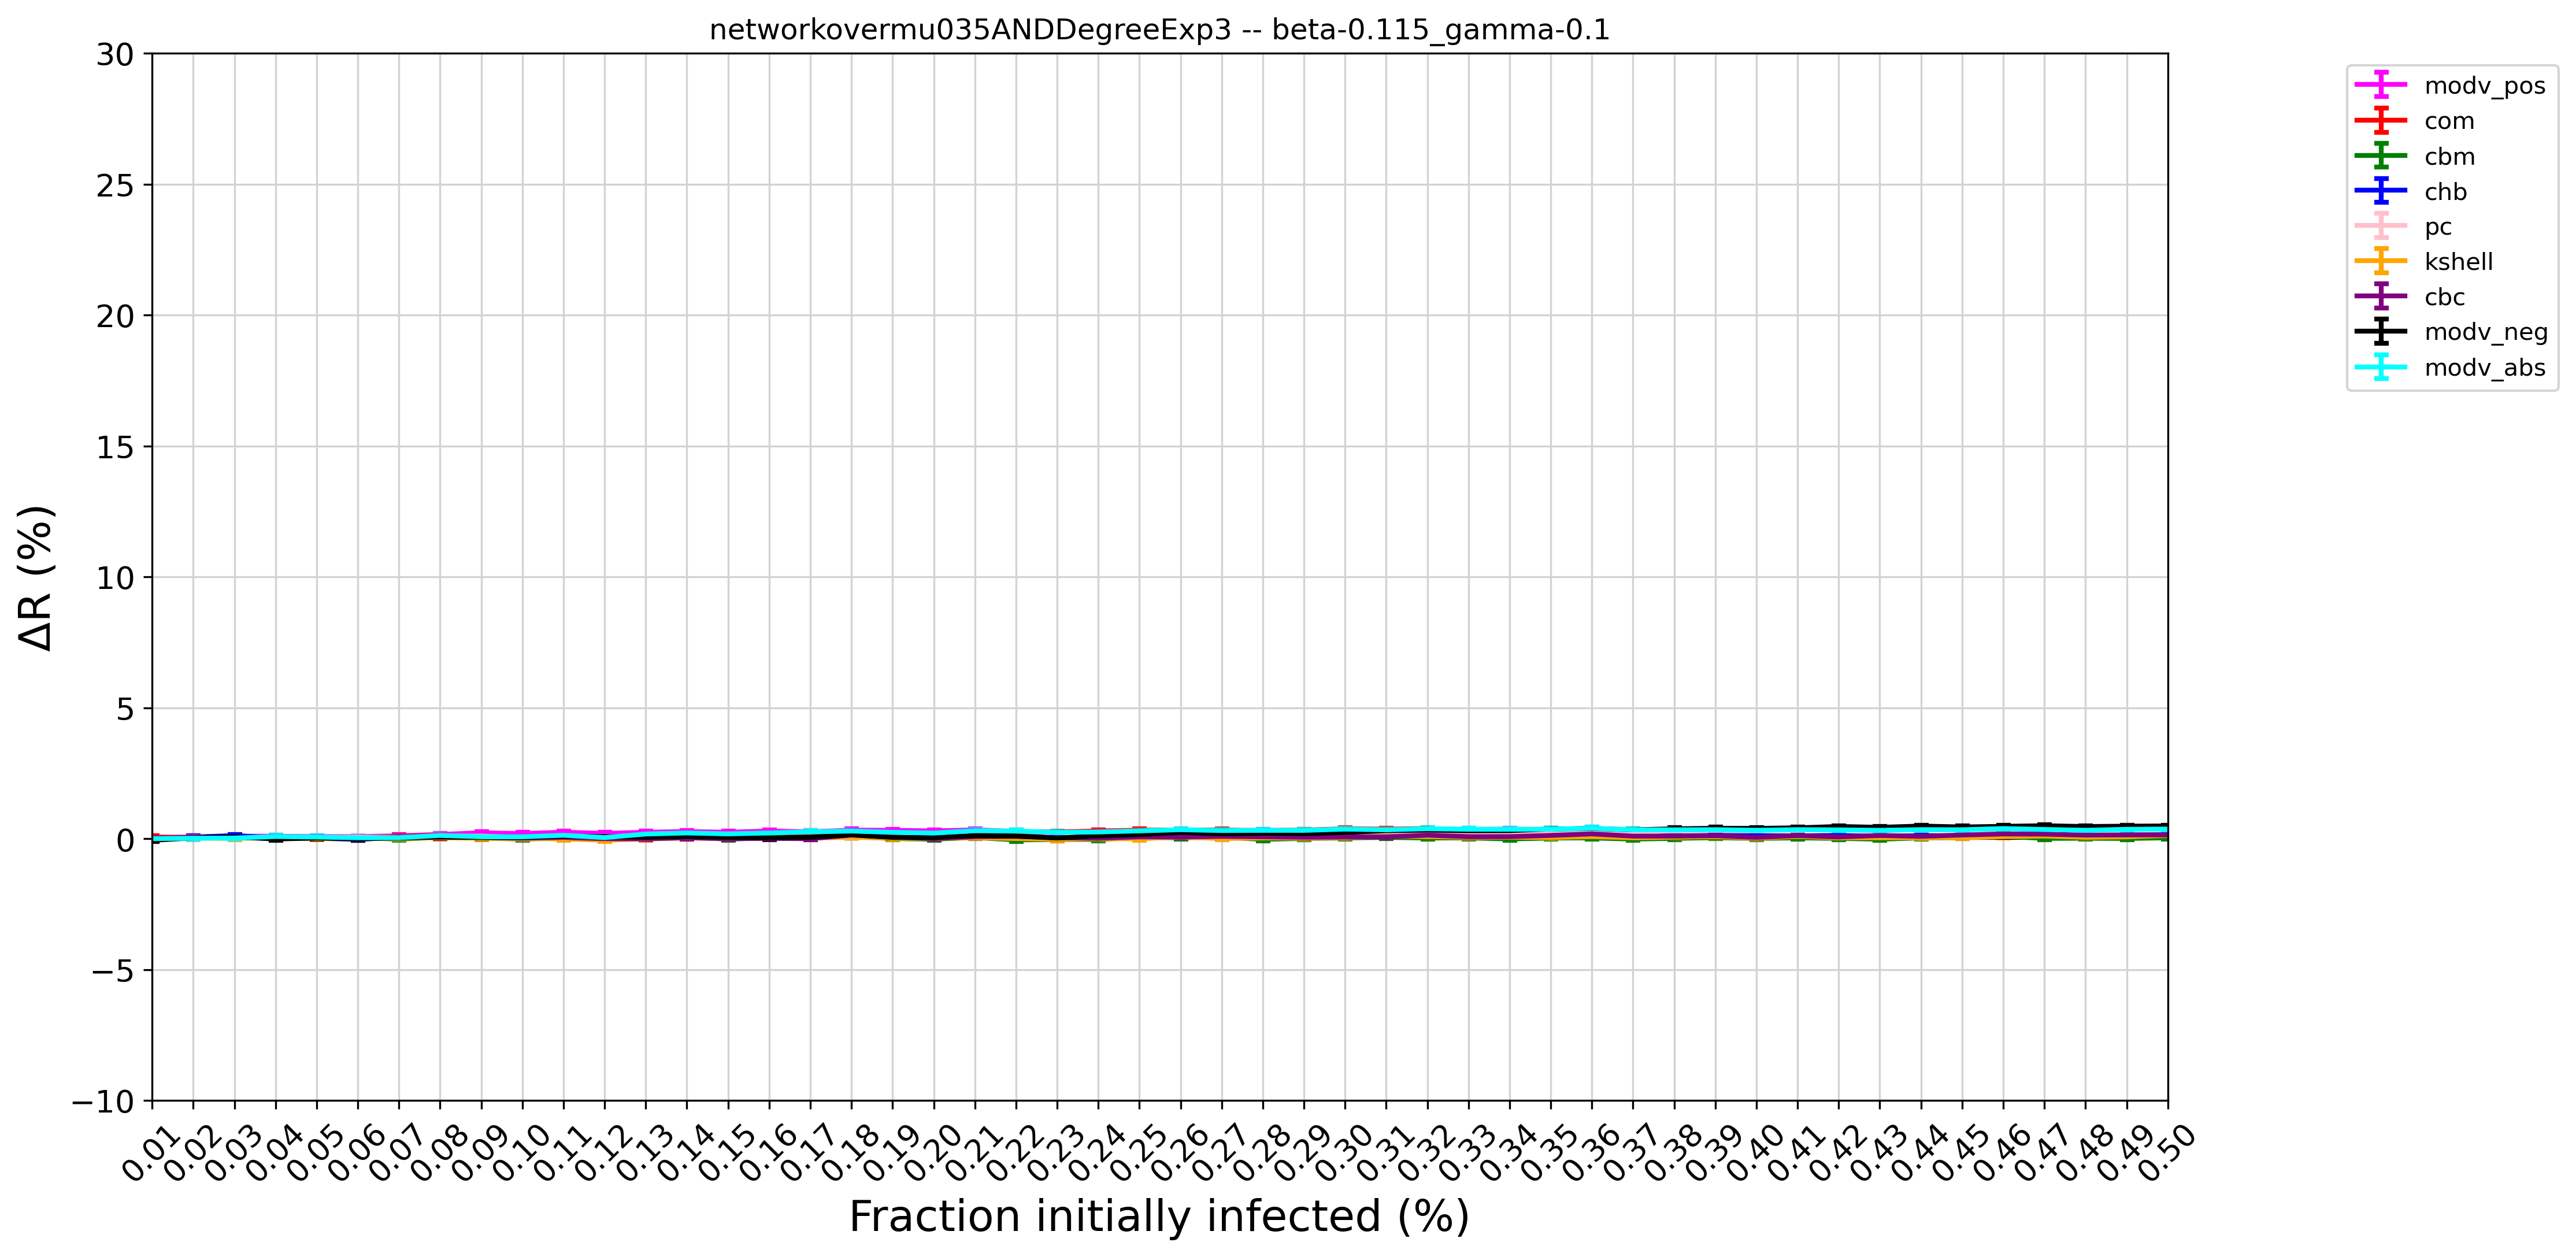 networkovermu035ANDDegreeExp3 -- beta-0.115_gamma-0.1
30
25
20
15
10
5
0
−5
−10
ΔR (%)
0.01 0.02 0.03 0.04 0.05 0.06 0.07 0.08 0.09 0.10 0.11 0.12 0.13 0.14 0.15 0.16 0.17 0.18 0.19 0.20 0.21 0.22 0.23 0.24 0.25 0.26 0.27 0.28 0.29 0.30 0.31 0.32 0.33 0.34 0.35 0.36 0.37 0.38 0.39 0.40 0.41 0.42 0.43 0.44 0.45 0.46 0.47 0.48 0.49 0.50
Fraction initially infected (%)
modv_pos
com
cbm
chb
pc
kshell
cbc
modv_neg
modv_abs